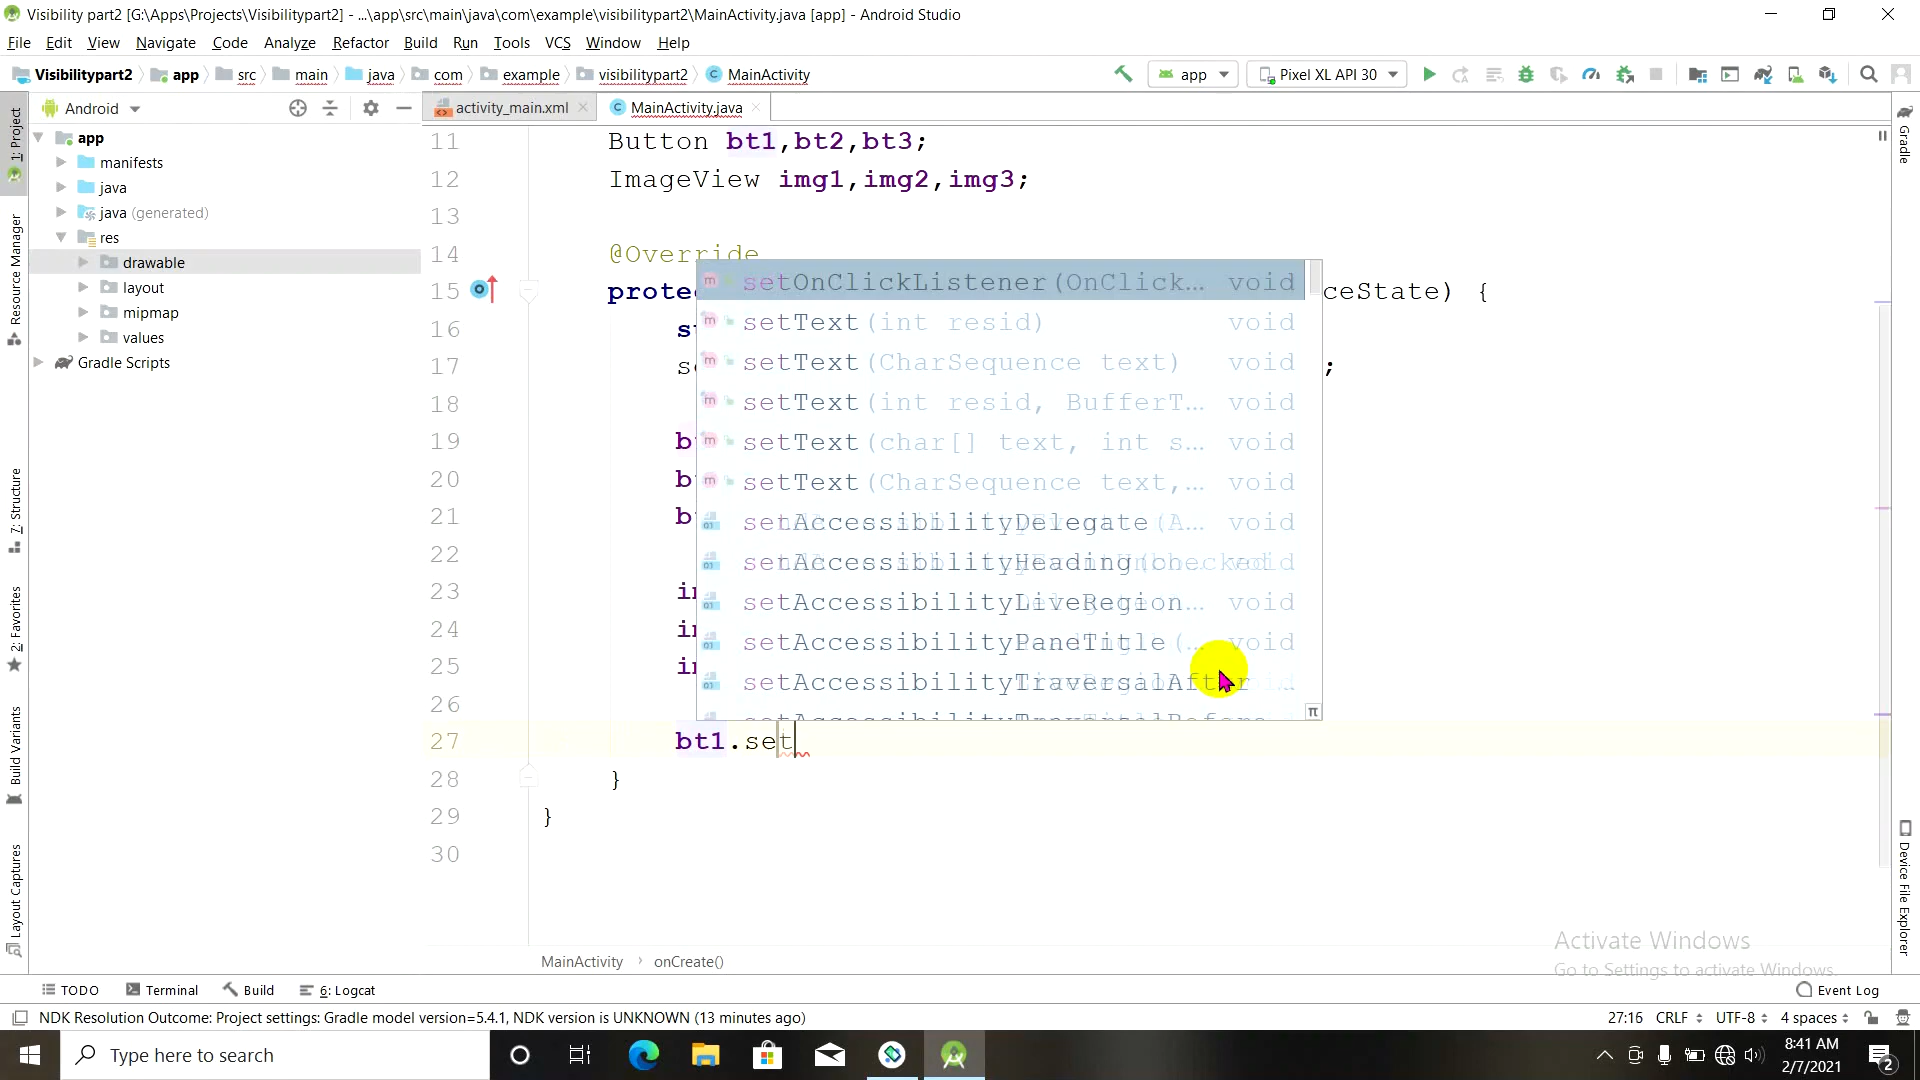 Visibility part2 [G:\Apps\Projects\Visibilitypart2] - ...\app\src\main\java\com\example\visibilitypart2\MainActivity.java [app] - Android Studio
File Edit View Navigate Code Analyze Refactor Build Run Tools VCS Window Help
Visibilitypart2 app src main java com example visibilitypart2 MainActivity app Pixel XL API 30
Android
activity_main.xml MainActivity.java
1: Project
Resource Manager
7: Structure
2: Favorites
Build Variants
Layout Captures
app
manifests
java
java (generated)
res
drawable
layout
mipmap
values
Gradle Scripts
11 Button bt1,bt2,bt3;
12 ImageView img1,img2,img3;
13
14 @Override
15 ceState) {
16
17 ;
18
19
20
21
22
23
24
25
26
27 bt1.set
28 }
29 }
30
setOnClickListener(OnClick... void
setText(int resid) void
setText(CharSequence text) void
setText(int resid, BufferT... void
setText(char[] text, int s... void
setText(CharSequence text,... void
setAccessibilityDelegate(A... void
setAccessibilityHeading void
setAccessibilityLiveRegion void
setAccessibilityPaneTitle(... void
setAccessibilityTraversalAfter
π
Gradle
Device File Explorer
Activate Windows
Go to Settings to activate Windows.
MainActivity onCreate()
TODO Terminal Build 6: Logcat Event Log
NDK Resolution Outcome: Project settings: Gradle model version=5.4.1, NDK version is UNKNOWN (13 minutes ago) 27:16 CRLF UTF-8 4 spaces
Type here to search
8:41 AM
2/7/2021
2